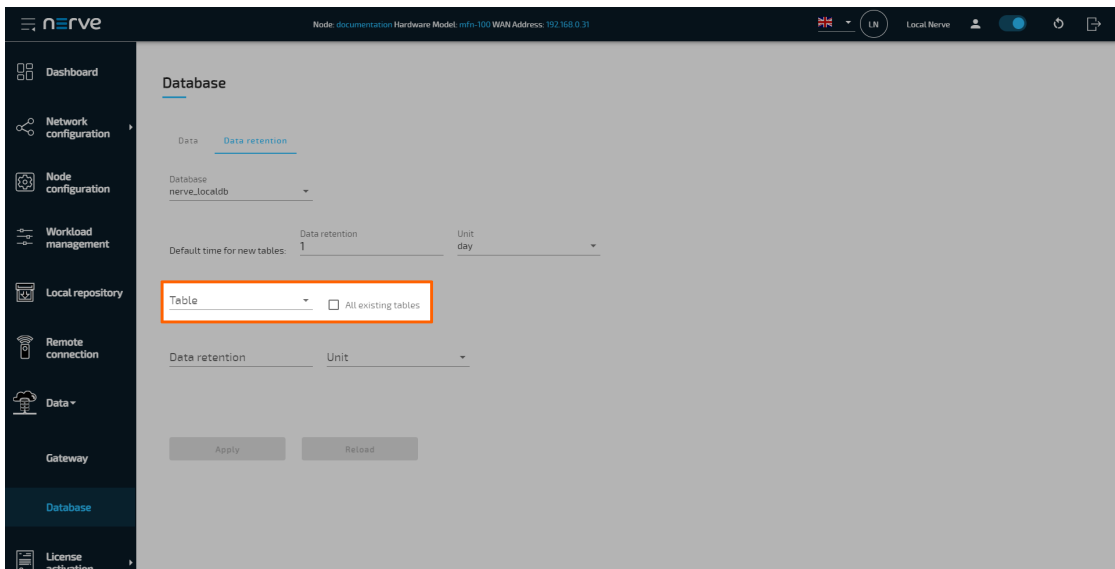 nerve
Node: documentation Hardware Model: mfn-100 WAN Address: 192.168.0.31
LN
Local Nerve
Dashboard
Network
configuration
Node
configuration
Workload
management
Local repository
Remote
connection
Data
Gateway
Database
License
activation
Database
Data
Data retention
Database
nerve_localdb
Default time for new tables:
Data retention
1
Unit
day
Table
All existing tables
Data retention
Unit
Apply
Reload